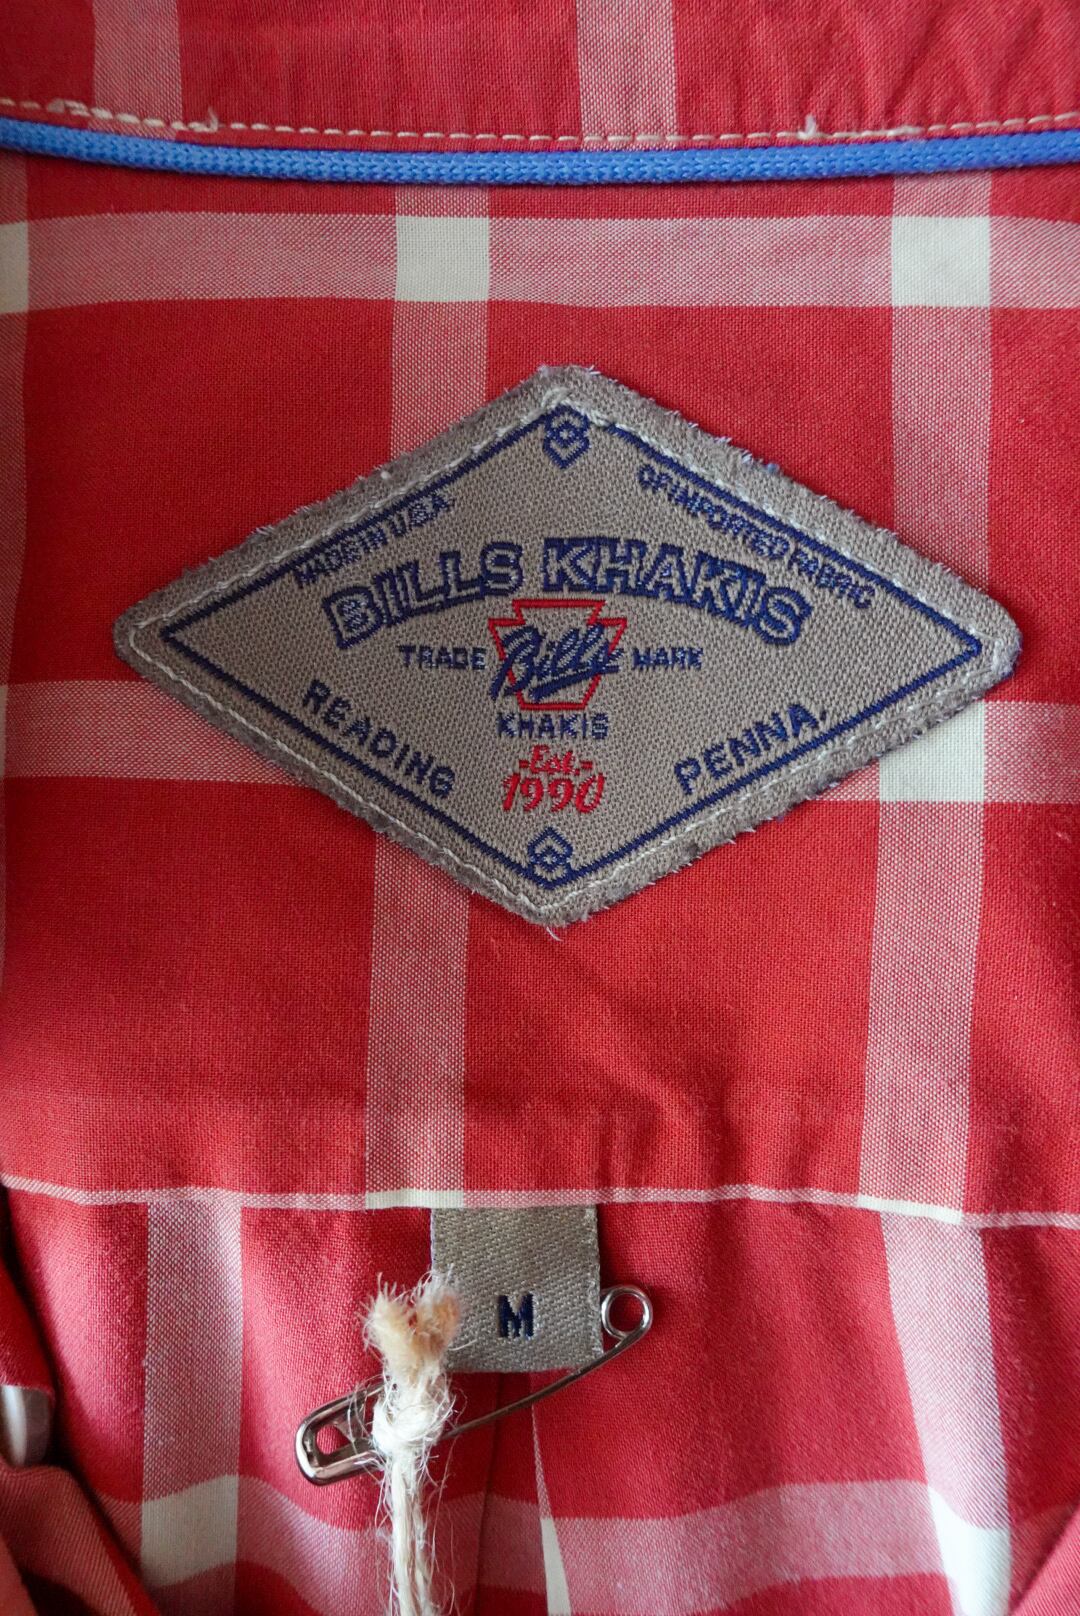 MADE IN U.S.A
OF IMPORTED FABRIC
BILLS KHAKIS
TRADE Bills MARK
KHAKIS
READING PENNA.
-Est.-
1990
M